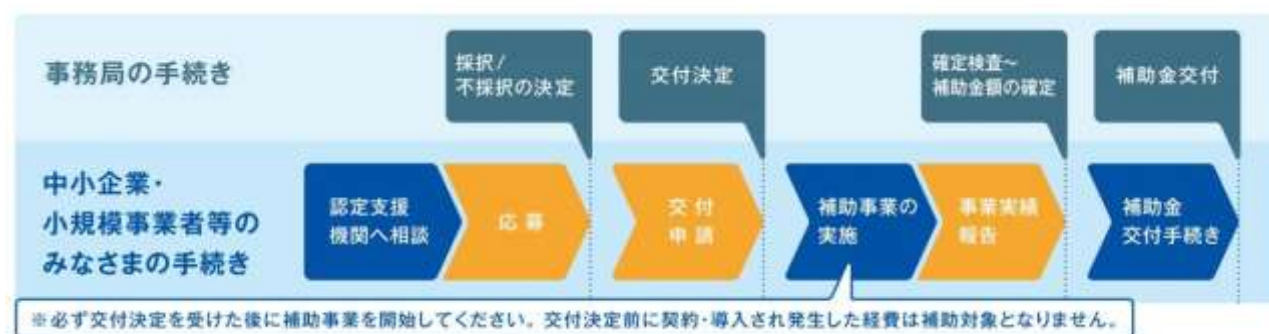 事務局の手続き
採択/
不採択の決定
交付決定
確定検査～
補助金額の確定
補助金交付
中小企業・
小規模事業者等の
みなさまの手続き
認定支援
機関へ相談
応募
交付
申請
補助事業の
実施
事業実績
報告
補助金
交付手続き
※必ず交付決定を受けた後に補助事業を開始してください。交付決定前に契約・導入され発生した経費は補助対象となりません。